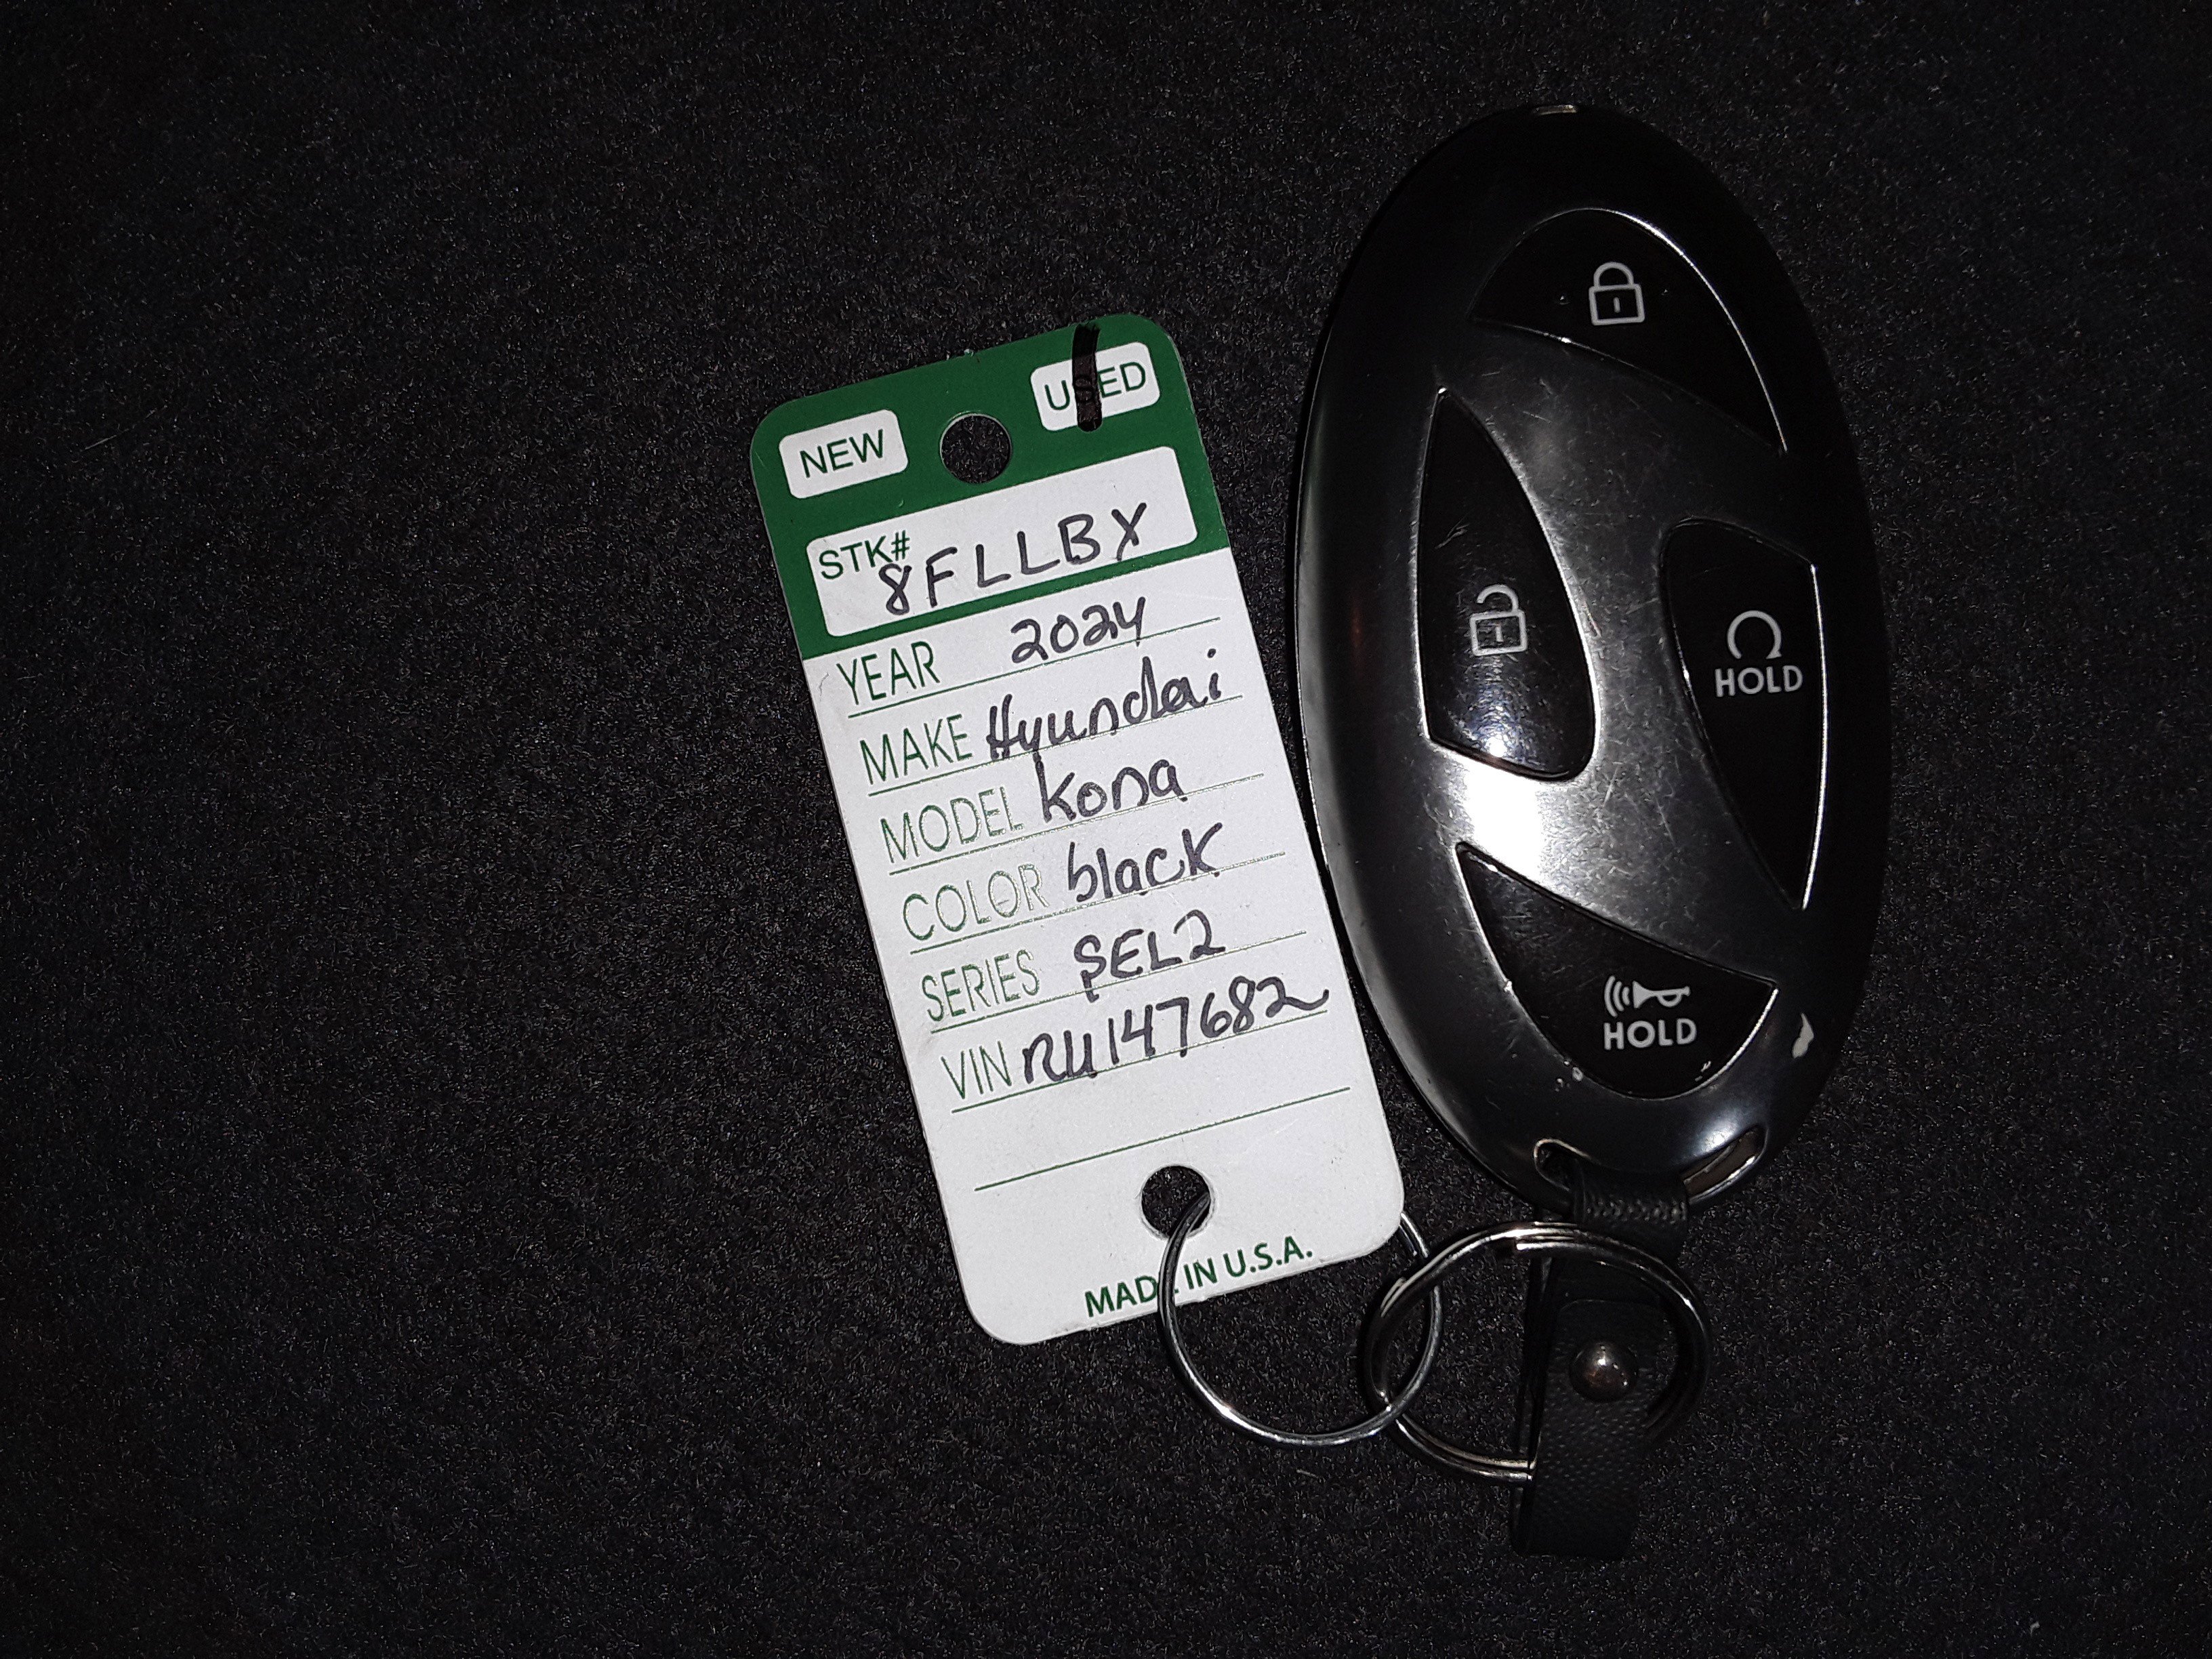 NEW USED
STK# 8FLLBX
YEAR 2024
MAKE Hyundai
MODEL Kona
COLOR black
SERIES SEL2
VIN RU147682
MADE IN U.S.A.
HOLD
HOLD